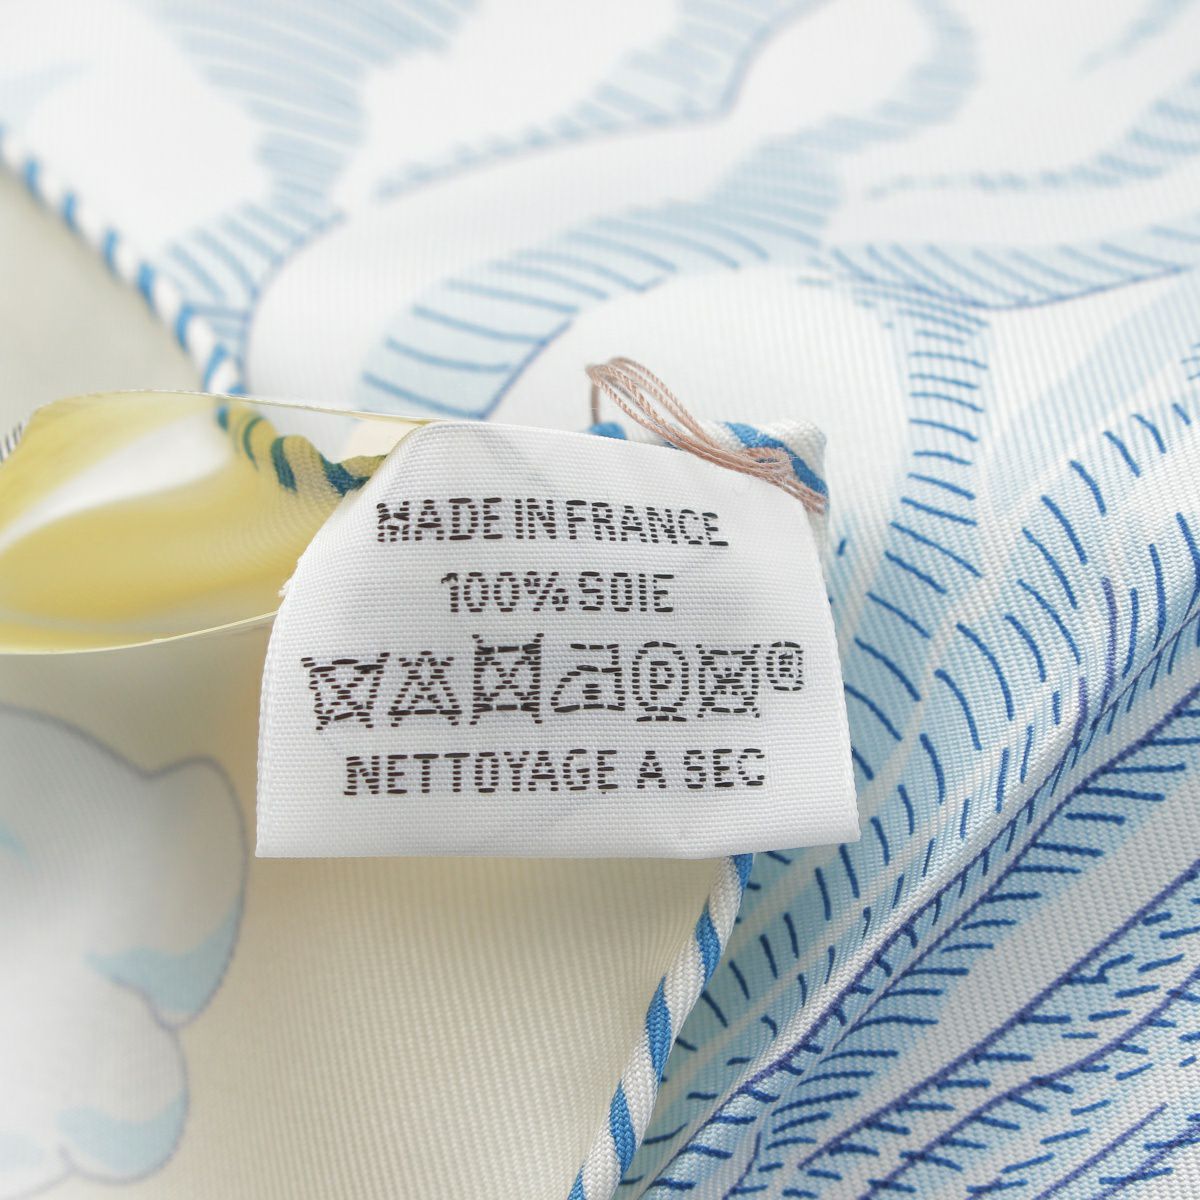 MADE IN FRANCE
100% SOIE
P ®
NETTOYAGE A SEC